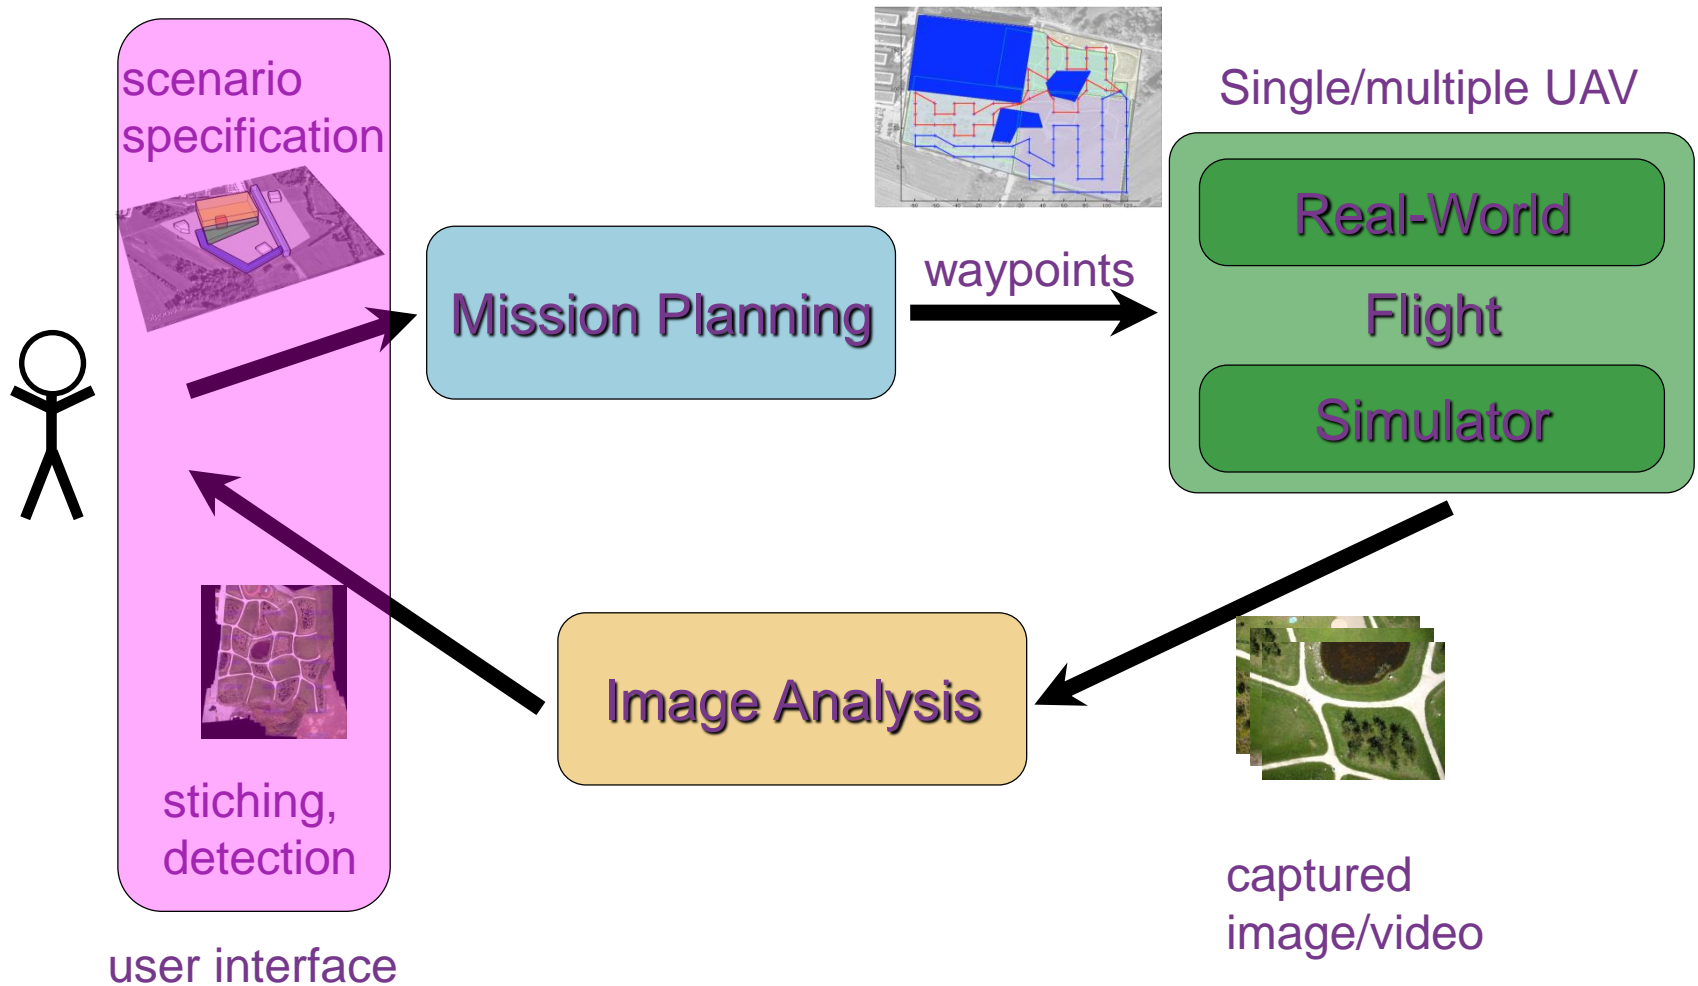 scenario
specification
Single/multiple UAV
Real-World
waypoints
Mission Planning
Flight
Simulator
Image Analysis
stiching,
detection
captured
image/video
user interface